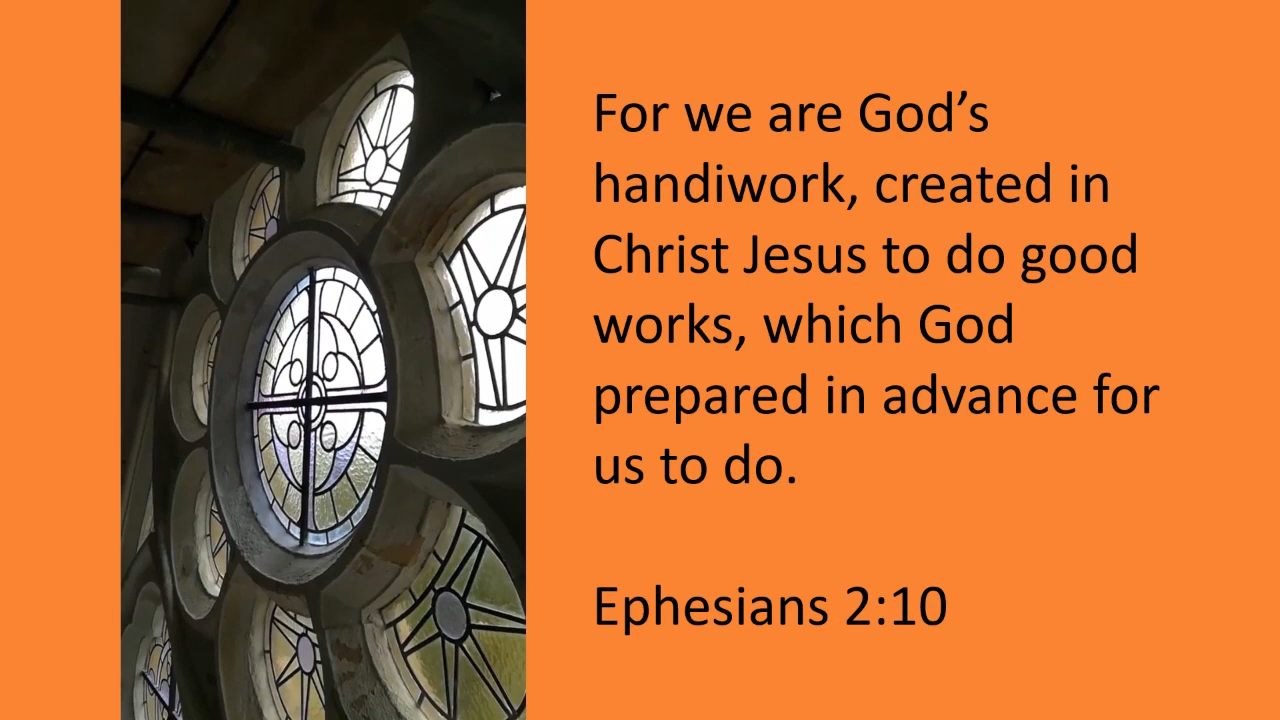 For we are God’s
handiwork, created in
Christ Jesus to do good
works, which God
prepared in advance for
us to do.
Ephesians 2:10